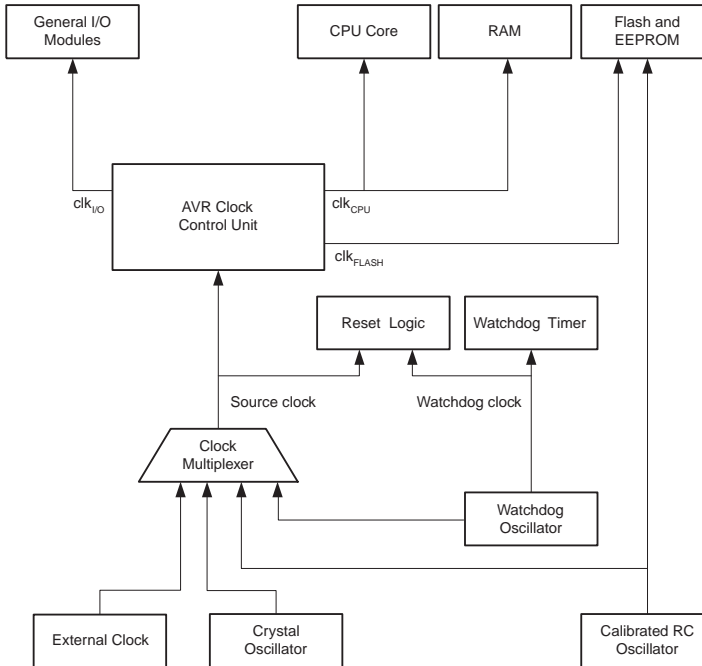 General I/O
Modules
CPU Core
RAM
Flash and
EEPROM
clkI/O
AVR Clock
Control Unit
clkCPU
clkFLASH
Reset Logic
Watchdog Timer
Source clock
Watchdog clock
Clock
Multiplexer
Watchdog
Oscillator
External Clock
Crystal
Oscillator
Calibrated RC
Oscillator